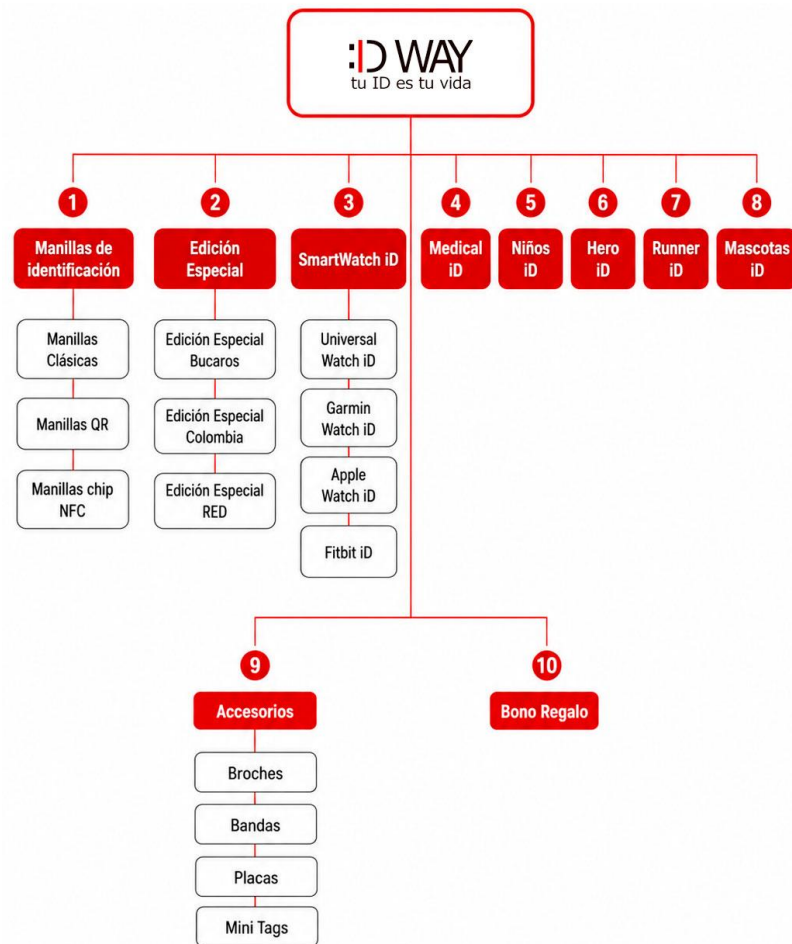 :ID WAY
tu ID es tu vida
1
2
3
4
5
6
7
8
Manillas de
identificación
Edición
Especial
SmartWatch iD
Medical
iD
Niños
iD
Hero
iD
Runner
iD
Mascotas
iD
Manillas
Clásicas
Manillas QR
Manillas chip
NFC
Edición Especial
Bucaros
Edición Especial
Colombia
Edición Especial
RED
Universal
Watch iD
Garmin
Watch iD
Apple
Watch iD
Fitbit iD
9
10
Accesorios
Bono Regalo
Broches
Bandas
Placas
Mini Tags